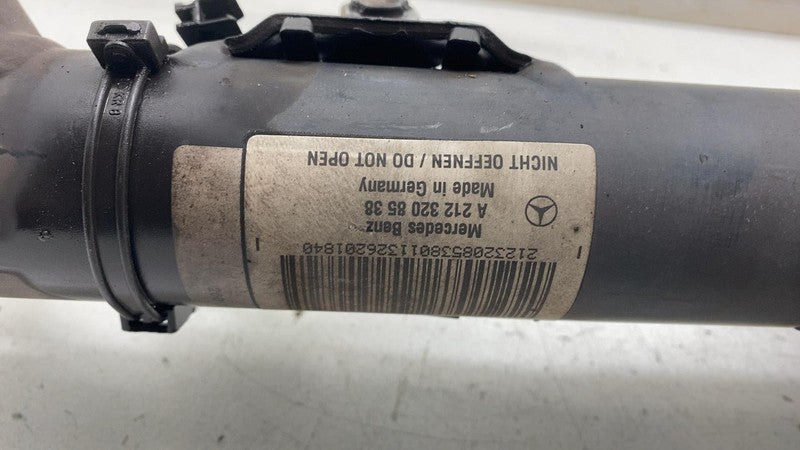 2123208538011326201840
Mercedes Benz
A 212 320 85 38
Made in Germany
NICHT OEFFNEN / DO NOT OPEN